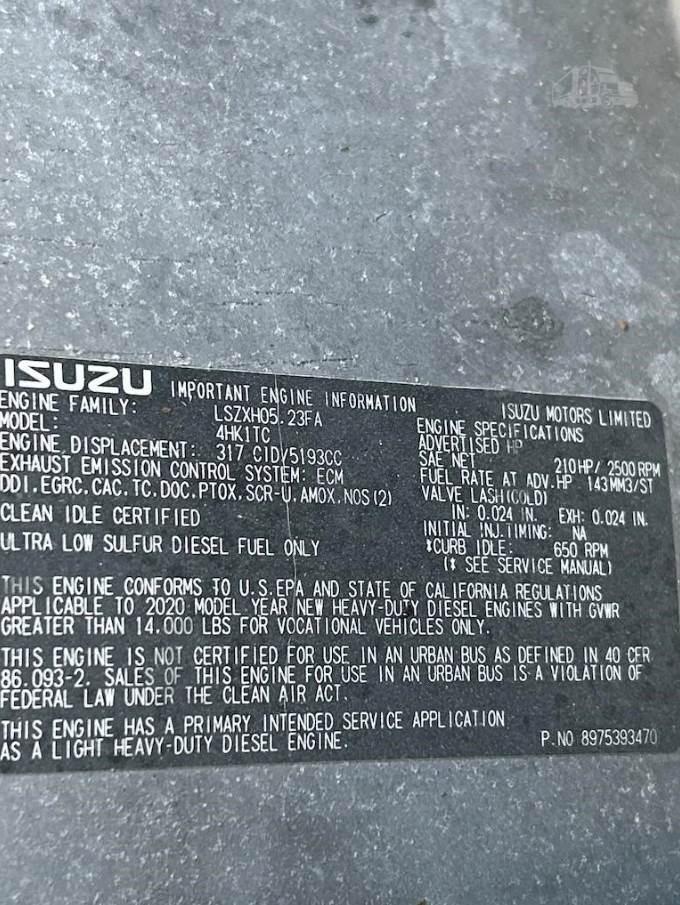 ISUZU IMPORTANT ENGINE INFORMATION ISUZU MOTORS LIMITED
ENGINE FAMILY: LSZXH05.23FA
MODEL: 4HK1TC
ENGINE DISPLACEMENT: 317 CID/5193CC
EXHAUST EMISSION CONTROL SYSTEM: ECM
DDI.EGRC.CAC.TC.DOC.PTOX.SCR-U.AMOX.NOS(2)
CLEAN IDLE CERTIFIED
ULTRA LOW SULFUR DIESEL FUEL ONLY
ENGINE SPECIFICATIONS
ADVERTISED HP
SAE NET 210HP/ 2500RPM
FUEL RATE AT ADV.HP 143MM3/ST
VALVE LASH(COLD)
IN: 0.024 IN. EXH: 0.024 IN.
INITIAL INJ.TIMING: NA
*CURB IDLE: 650 RPM
(* SEE SERVICE MANUAL)
THIS ENGINE CONFORMS TO U.S.EPA AND STATE OF CALIFORNIA REGULATIONS
APPLICABLE TO 2020 MODEL YEAR NEW HEAVY-DUTY DIESEL ENGINES WITH GVWR
GREATER THAN 14.000 LBS FOR VOCATIONAL VEHICLES ONLY.
THIS ENGINE IS NOT CERTIFIED FOR USE IN AN URBAN BUS AS DEFINED IN 40 CFR
86.093-2. SALES OF THIS ENGINE FOR USE IN AN URBAN BUS IS A VIOLATION OF
FEDERAL LAW UNDER THE CLEAN AIR ACT.
THIS ENGINE HAS A PRIMARY INTENDED SERVICE APPLICATION
AS A LIGHT HEAVY-DUTY DIESEL ENGINE.
P.NO 8975393470